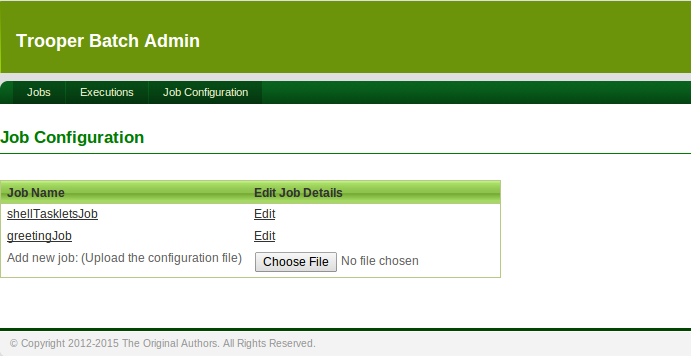 Trooper Batch Admin
Jobs Executions Job Configuration
Job Configuration
Job Name Edit Job Details
shellTaskletsJob Edit
greetingJob Edit
Add new job: (Upload the configuration file) Choose File No file chosen
© Copyright 2012-2015 The Original Authors. All Rights Reserved.